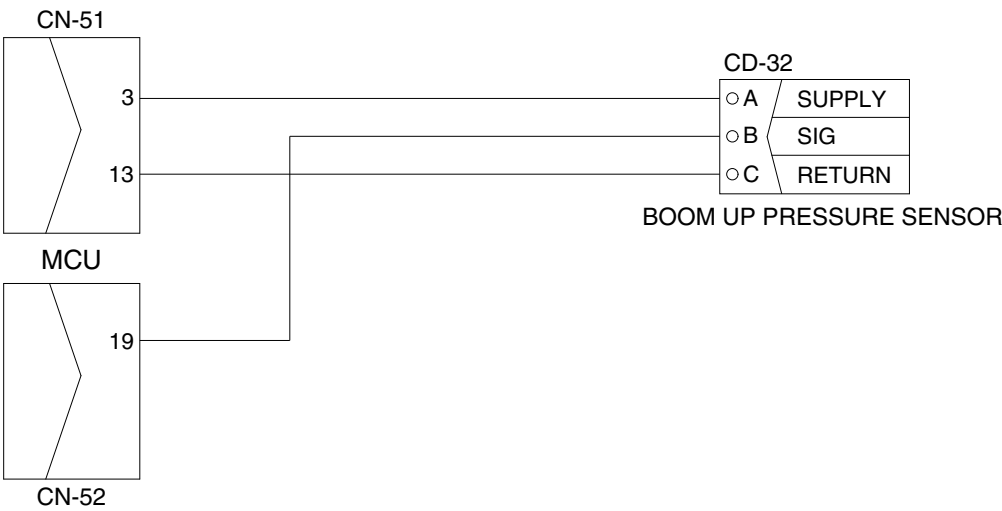 CN-51
3
13
MCU
19
CN-52
CD-32
A SUPPLY
B SIG
C RETURN
BOOM UP PRESSURE SENSOR